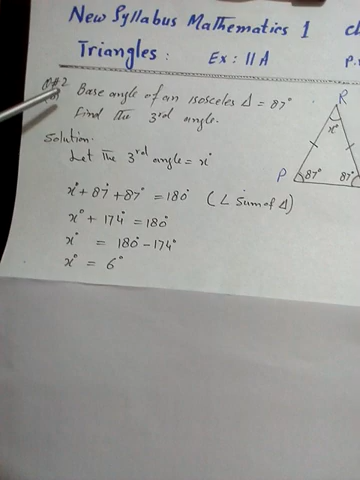 New Syllabus Mathematics 1
Triangles: Ex: 11A
Q#2
Base angle of an isosceles Δ = 87°
Find the 3rd angle.
Solution.
Let the 3rd angle = x°
x° + 87° + 87° = 180° (∠ Sum of Δ)
x° + 174° = 180°
x° = 180° - 174°
x° = 6°
R
x°
P 87° 87°